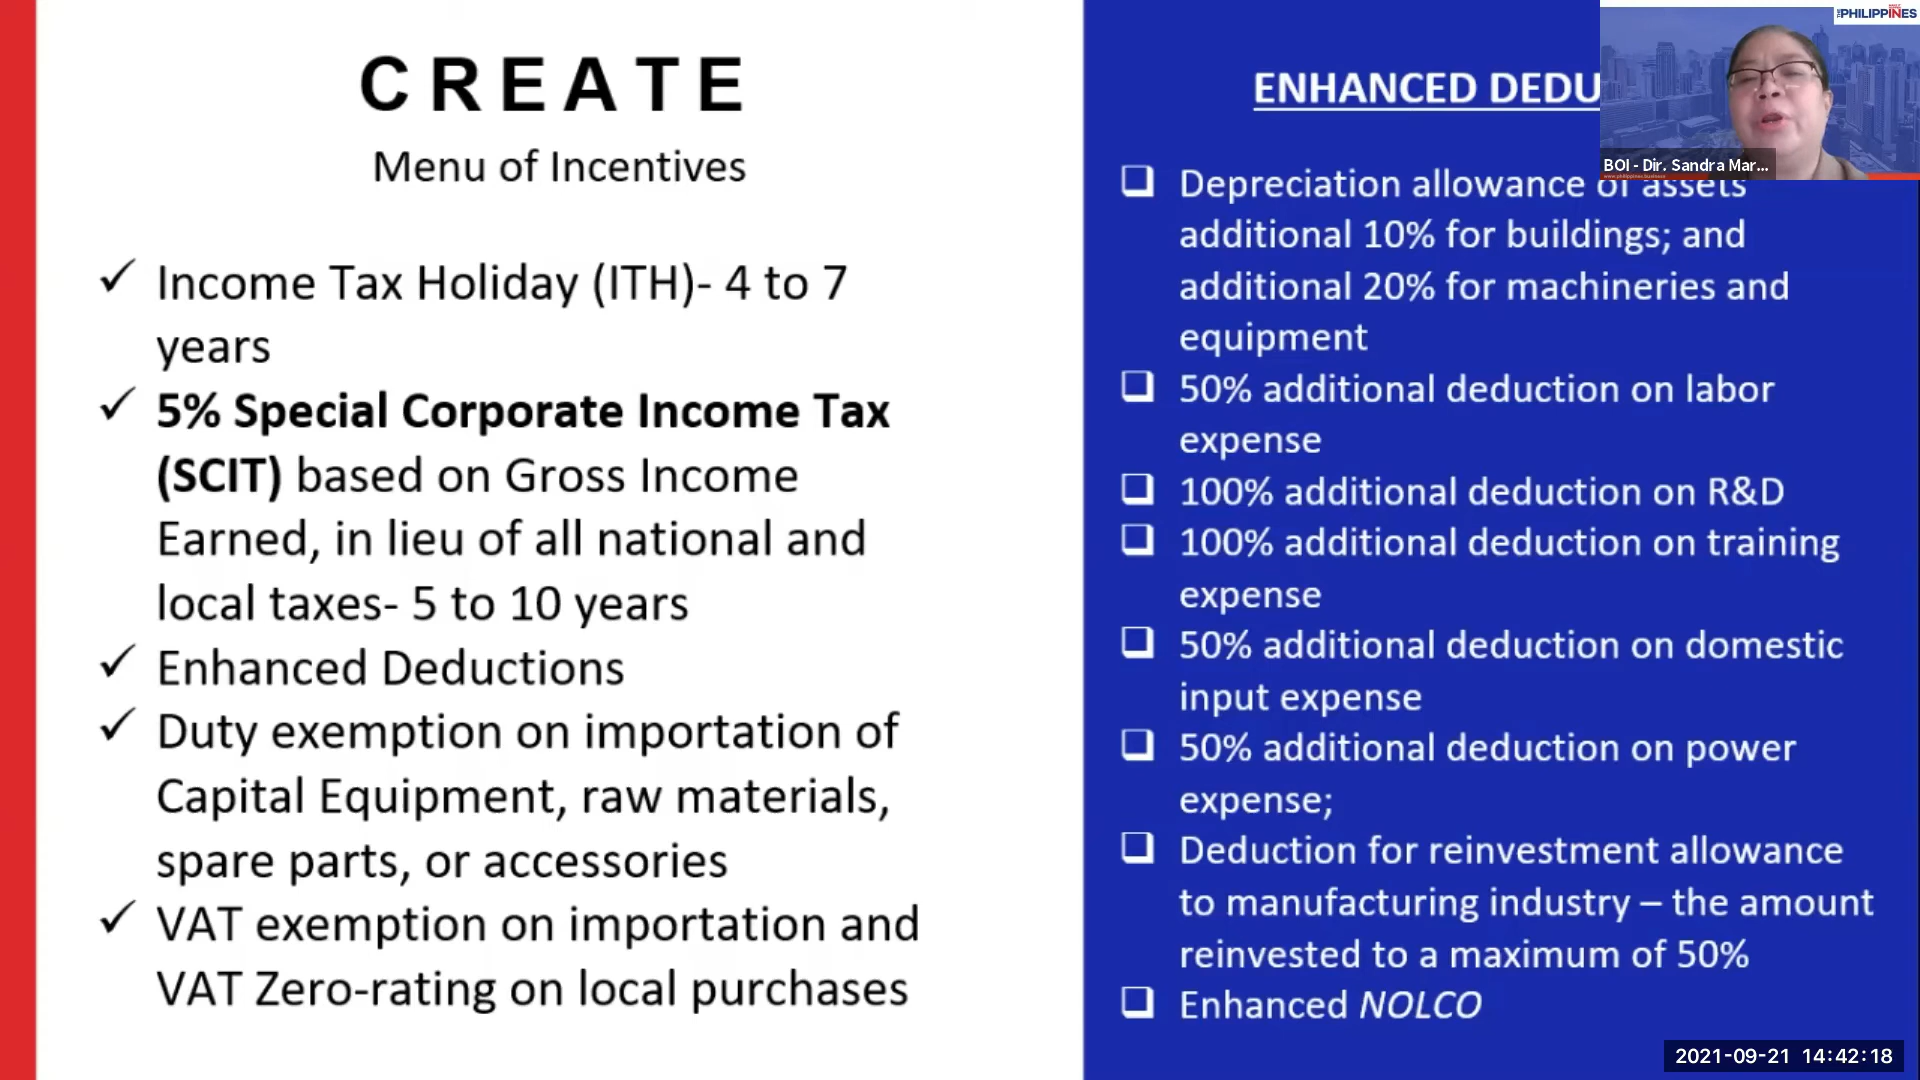 CREATE
Menu of Incentives
✓ Income Tax Holiday (ITH)- 4 to 7
years
✓ 5% Special Corporate Income Tax
(SCIT) based on Gross Income
Earned, in lieu of all national and
local taxes- 5 to 10 years
✓ Enhanced Deductions
✓ Duty exemption on importation of
Capital Equipment, raw materials,
spare parts, or accessories
✓ VAT exemption on importation and
VAT Zero-rating on local purchases
ENHANCED DEDU
❑ Depreciation allowance of assets
additional 10% for buildings; and
additional 20% for machineries and
equipment
❑ 50% additional deduction on labor
expense
❑ 100% additional deduction on R&D
❑ 100% additional deduction on training
expense
❑ 50% additional deduction on domestic
input expense
❑ 50% additional deduction on power
expense;
❑ Deduction for reinvestment allowance
to manufacturing industry – the amount
reinvested to a maximum of 50%
❑ Enhanced NOLCO
PHILIPPINES
BOI - Dir. Sandra Mar...
2021-09-21 14:42:18